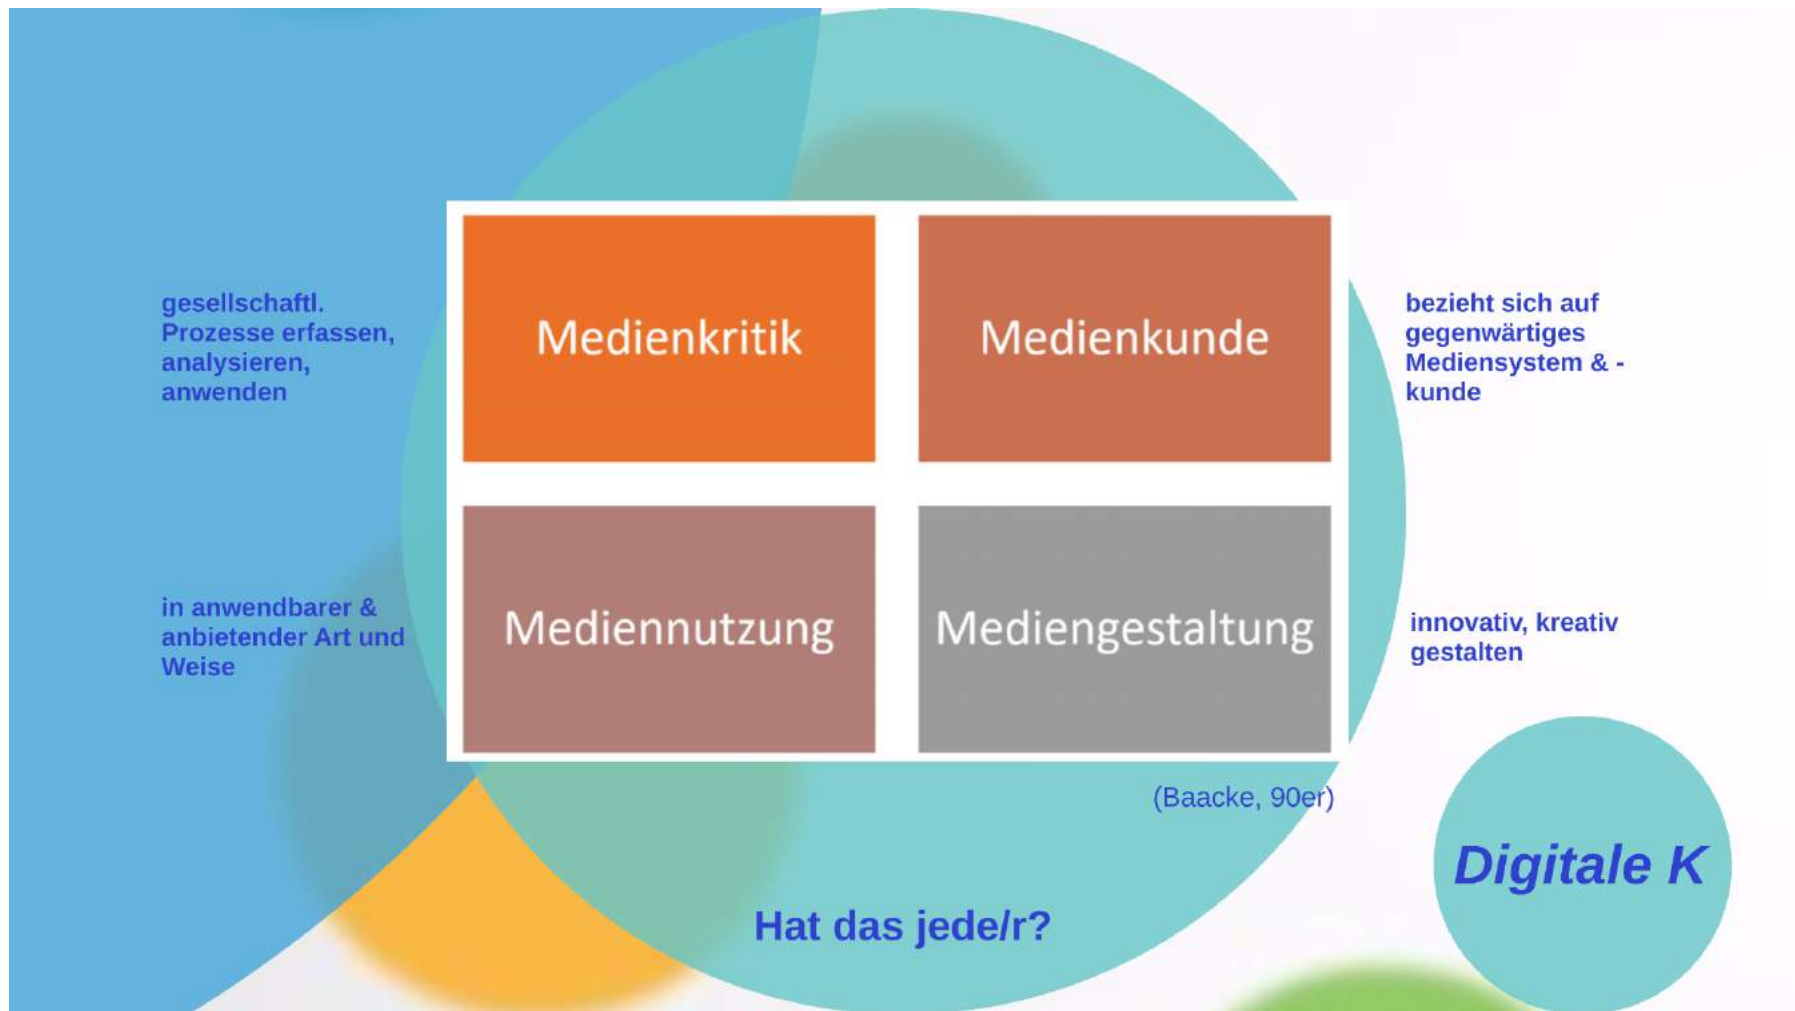 Medienkritik
Medienkunde
gesellschaftl.
Prozesse erfassen,
analysieren,
anwenden
bezieht sich auf
gegenwärtiges
Mediensystem & -
kunde
Mediennutzung
Mediengestaltung
in anwendbarer &
anbietender Art und
Weise
innovativ, kreativ
gestalten
(Baacke, 90er)
Digitale K
Hat das jede/r?